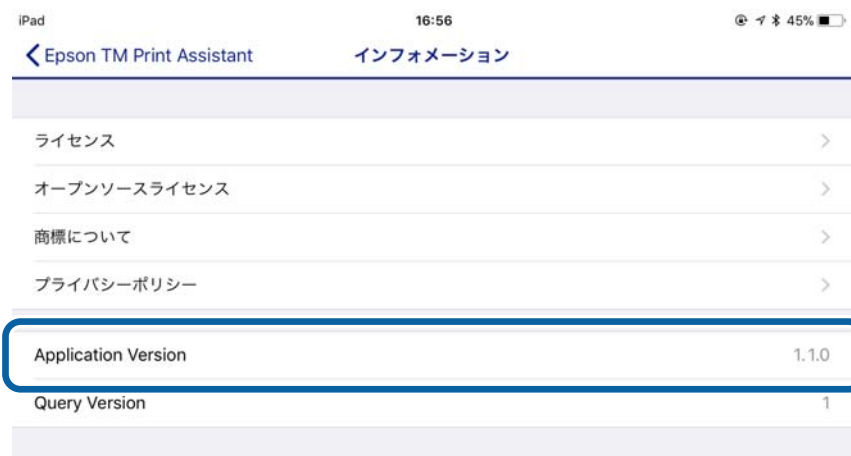 iPad 16:56 45%
Epson TM Print Assistant インフォメーション
ライセンス
オープンソースライセンス
商標について
プライバシーポリシー
Application Version 1.1.0
Query Version 1